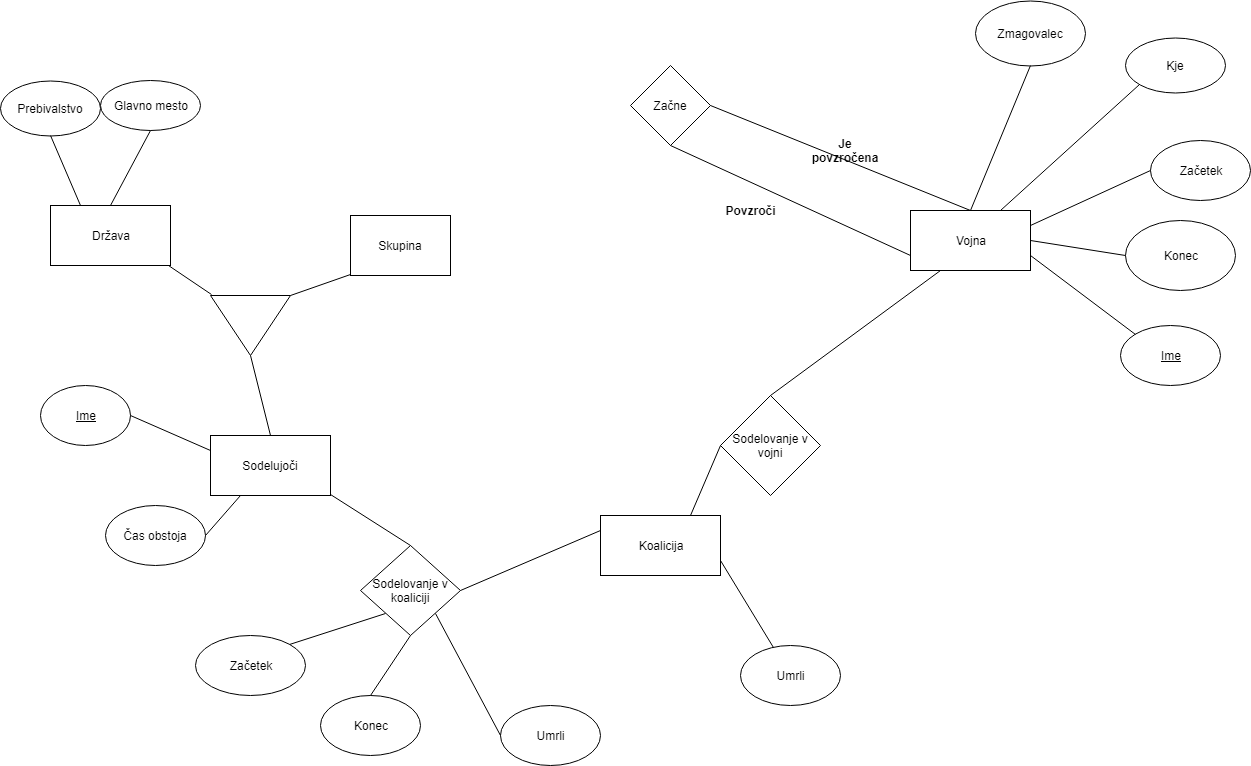 Zmagovalec
Kje
Prebivalstvo
Glavno mesto
Začne
Je
povzročena
Začetek
Povzroči
Država
Skupina
Vojna
Konec
Ime
Ime
Sodelovanje v
vojni
Sodelujoči
Čas obstoja
Koalicija
Sodelovanje v
koaliciji
Začetek
Umrli
Konec
Umrli